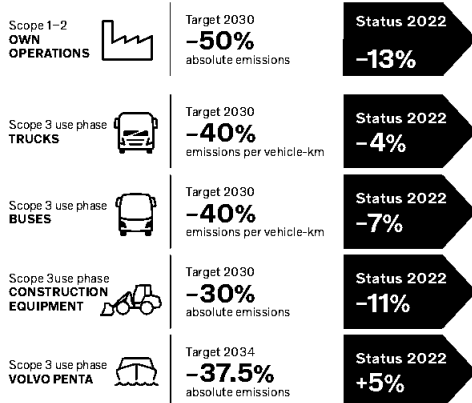 Scope 1–2
OWN
OPERATIONS
Target 2030
–50%
absolute emissions
Status 2022
–13%
Scope 3 use phase
TRUCKS
Target 2030
–40%
emissions per vehicle-km
Status 2022
–4%
Scope 3 use phase
BUSES
Target 2030
–40%
emissions per vehicle-km
Status 2022
–7%
Scope 3use phase
CONSTRUCTION
EQUIPMENT
Target 2030
–30%
absolute emissions
Status 2022
–11%
Scope 3 use phase
VOLVO PENTA
Target 2034
–37.5%
absolute emissions
Status 2022
+5%